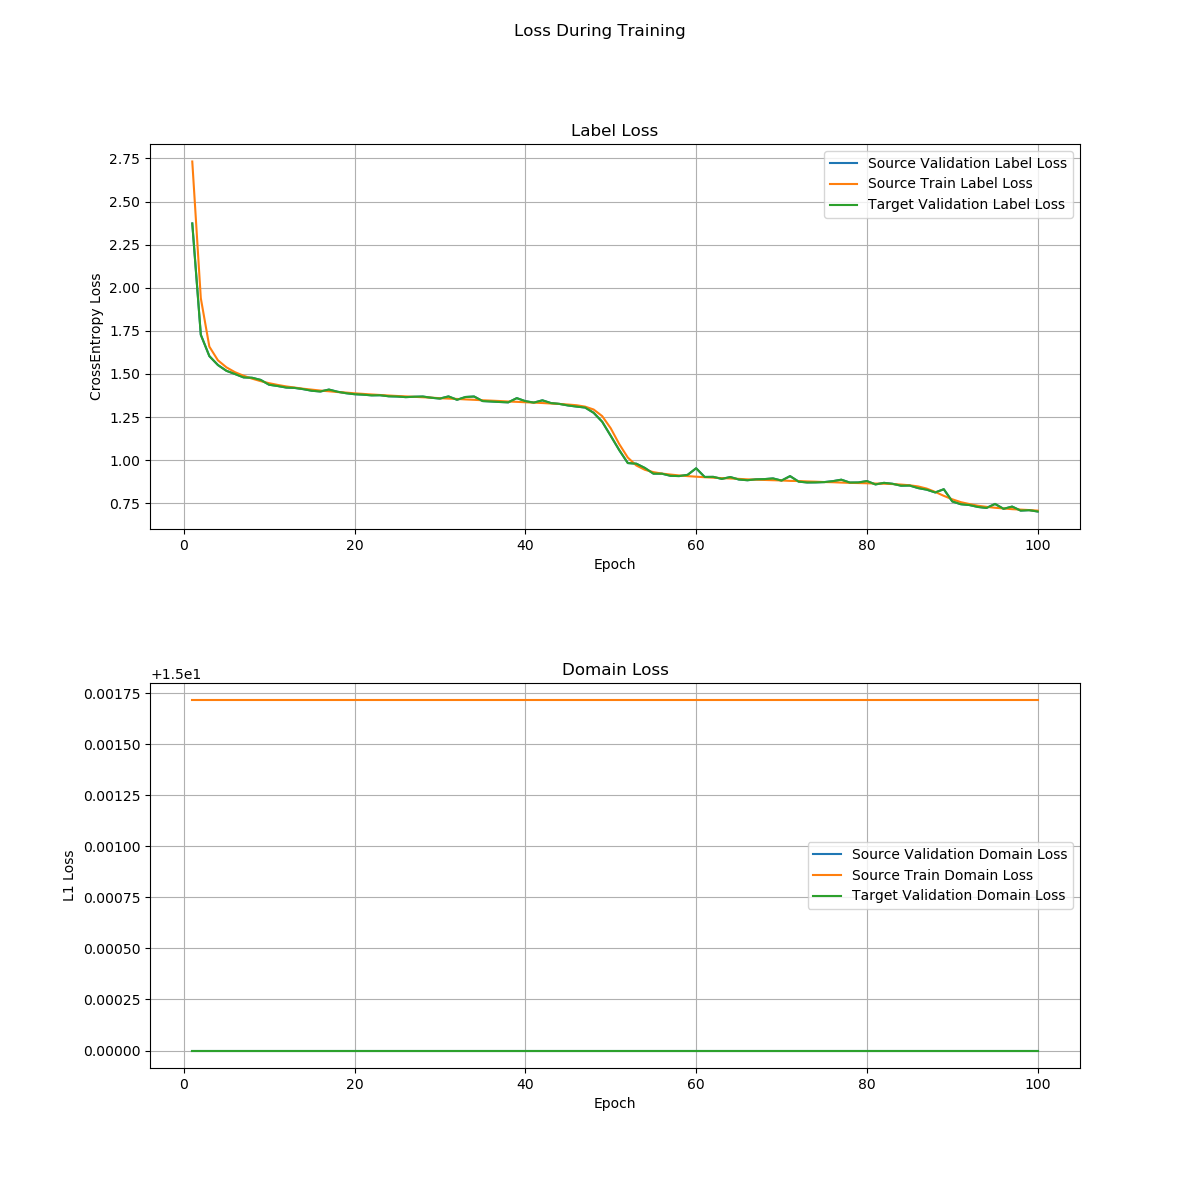 Loss During Training
Label Loss
2.75
2.50
2.25
2.00
1.75
1.50
1.25
1.00
0.75
CrossEntropy Loss
Source Validation Label Loss
Source Train Label Loss
Target Validation Label Loss
0 20 40 60 80 100
Epoch
Domain Loss
+1.5e1
0.00175
0.00150
0.00125
0.00100
0.00075
0.00050
0.00025
0.00000
L1 Loss
Source Validation Domain Loss
Source Train Domain Loss
Target Validation Domain Loss
0 20 40 60 80 100
Epoch